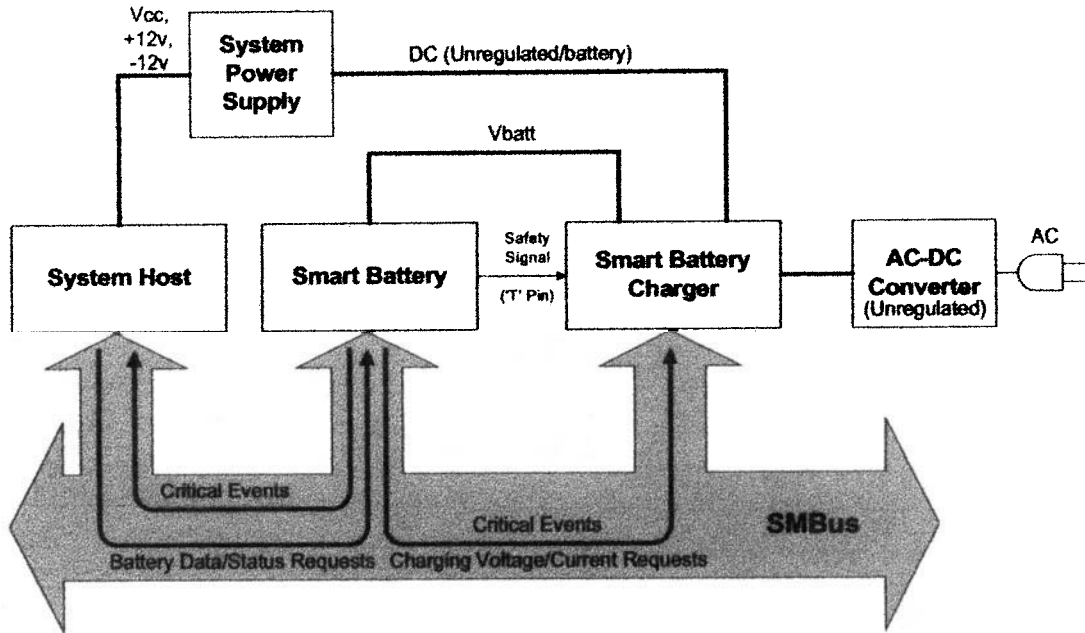 Vcc,
+12v,
-12v
System
Power
Supply
DC (Unregulated/battery)
Vbatt
System Host
Smart Battery
Safety
Signal
('T' Pin)
Smart Battery
Charger
AC-DC
Converter
(Unregulated)
AC
Critical Events
Critical Events
SMBus
Battery Data/Status Requests
Charging Voltage/Current Requests